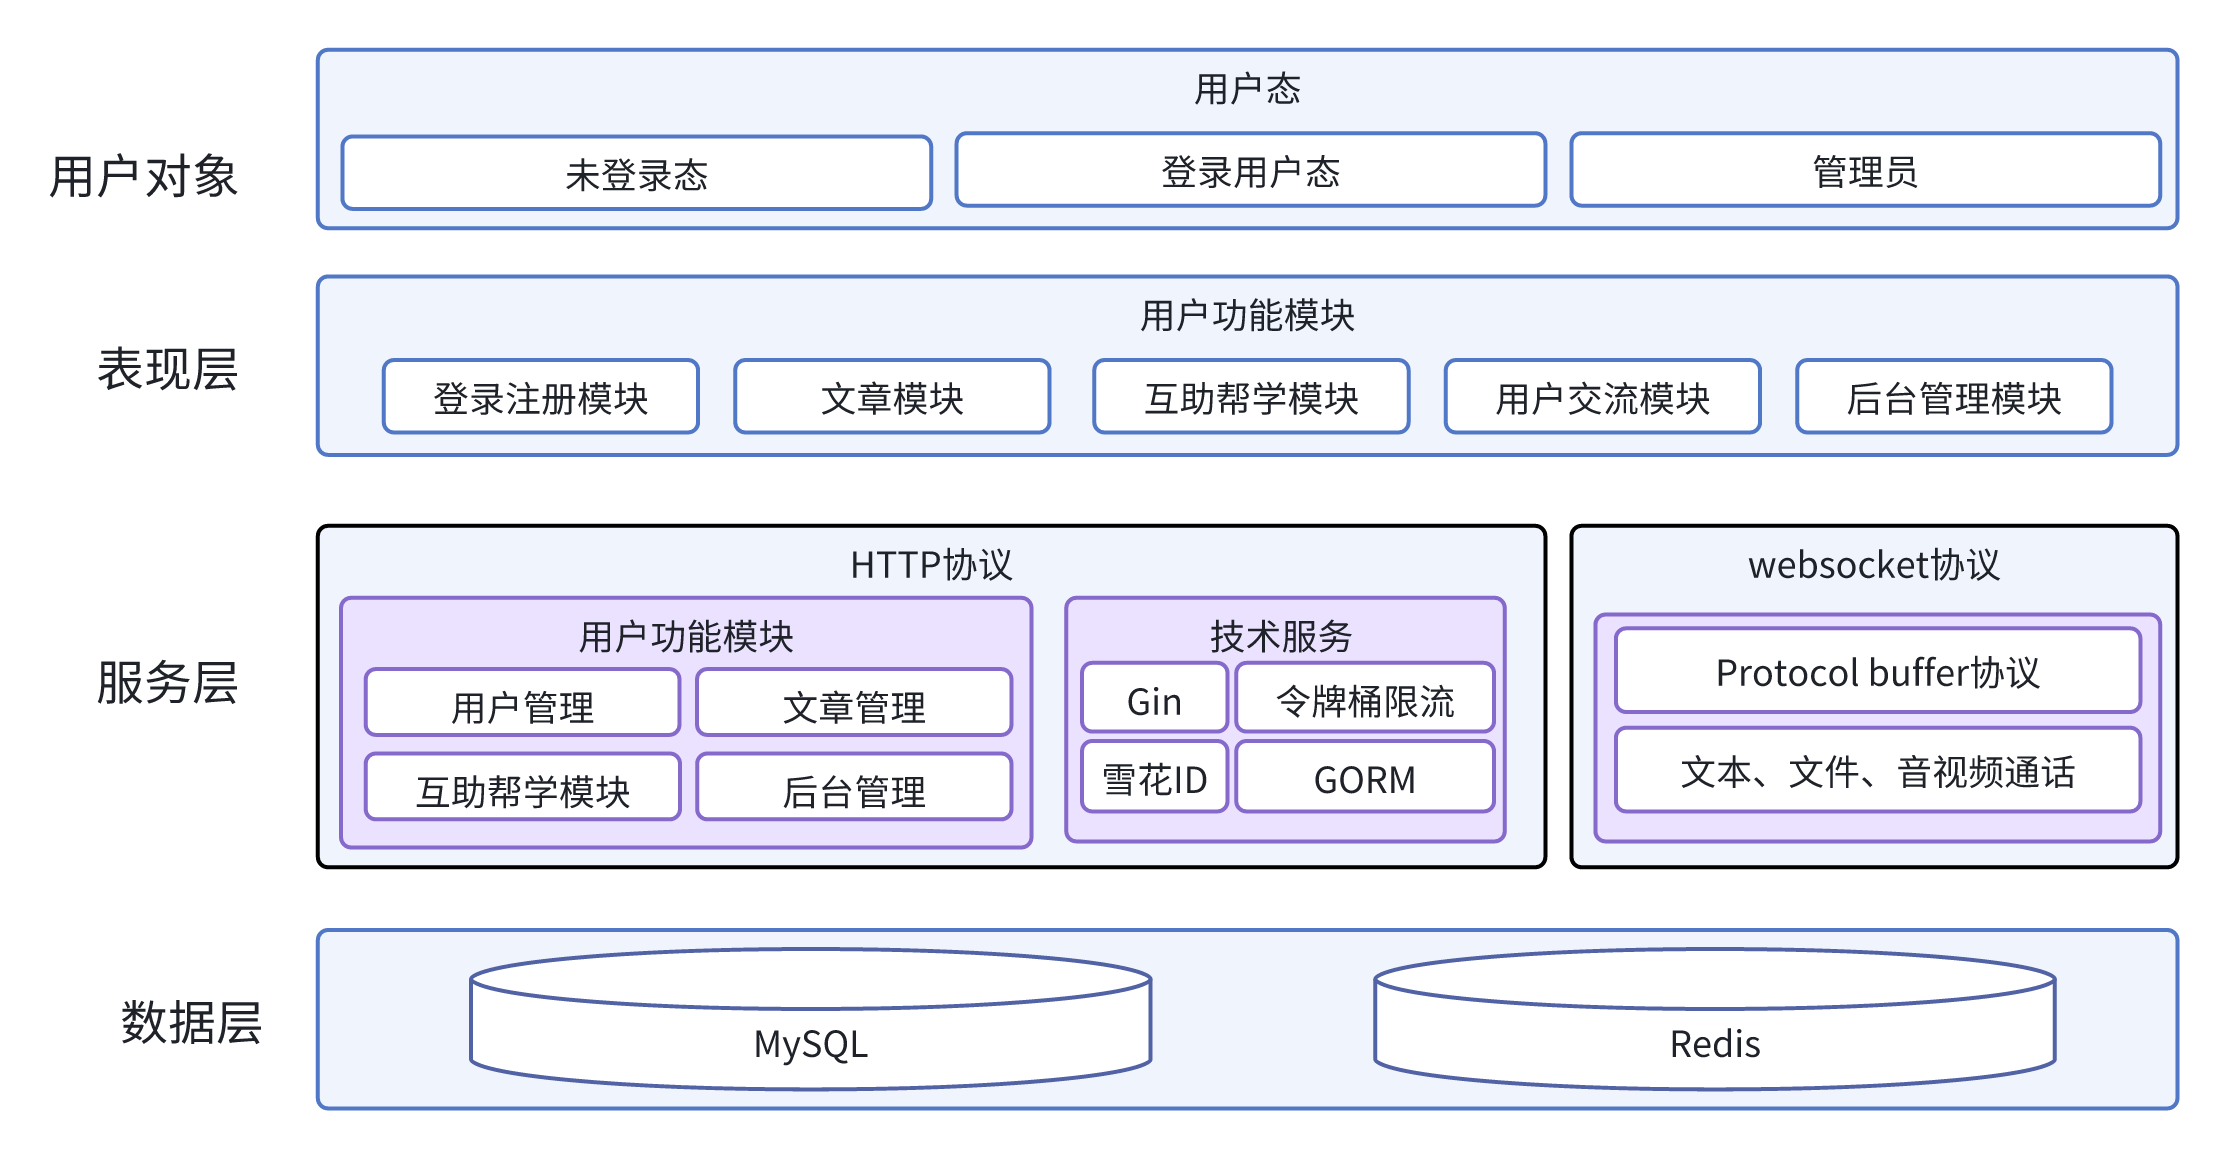 用户对象
用户态
未登录态
登录用户态
管理员
表现层
用户功能模块
登录注册模块
文章模块
互助帮学模块
用户交流模块
后台管理模块
服务层
HTTP协议
用户功能模块
用户管理
文章管理
互助帮学模块
后台管理
技术服务
Gin
令牌桶限流
雪花ID
GORM
websocket协议
Protocol buffer协议
文本、文件、音视频通话
数据层
MySQL
Redis